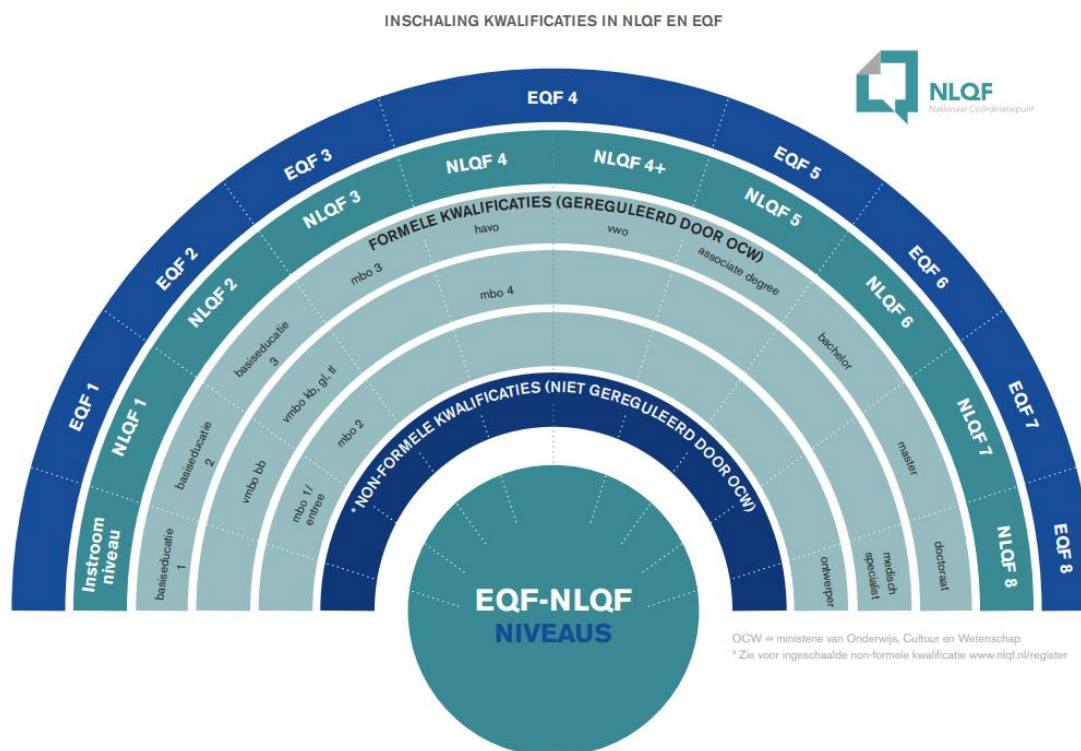 INSCHALING KWALIFICATIES IN NLQF EN EQF
NLQF
Nationaal Coördinatiepunt
EQF 1
EQF 2
EQF 3
EQF 4
EQF 5
EQF 6
EQF 7
EQF 8
Instroom
niveau
NLQF 1
NLQF 2
NLQF 3
NLQF 4
NLQF 4+
NLQF 5
NLQF 6
NLQF 7
NLQF 8
FORMELE KWALIFICATIES (GEREGULEERD DOOR OCW)
basiseducatie
1
basiseducatie
2
basiseducatie
3
mbo 3
havo
vwo
associate degree
bachelor
master
doctoraat
vmbo bb
vmbo kb, gl, tl
mbo 4
medisch
specialist
mbo 1/
entree
mbo 2
ontwerper
* NON-FORMELE KWALIFICATIES (NIET GEREGULEERD DOOR OCW)
EQF-NLQF
NIVEAUS
OCW = ministerie van Onderwijs, Cultuur en Wetenschap
* Zie voor ingeschaalde non-formele kwalificatie www.nlqf.nl/register